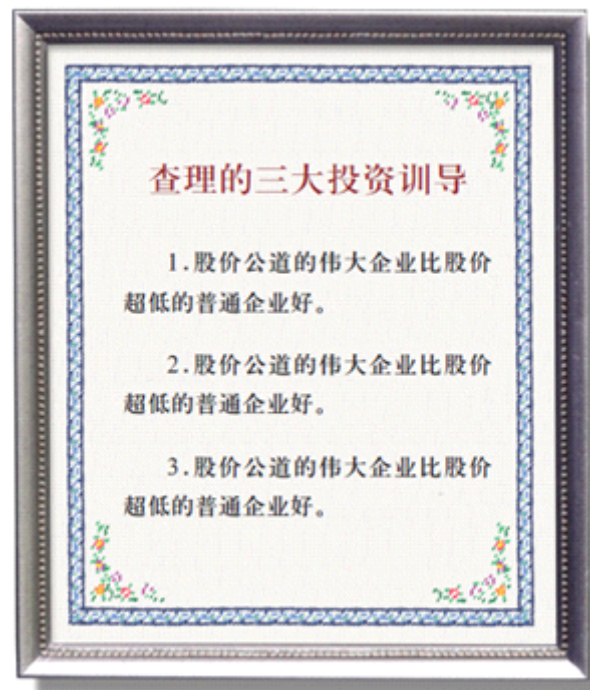 查理的三大投资训导
1.股价公道的伟大企业比股价
超低的普通企业好。
2.股价公道的伟大企业比股价
超低的普通企业好。
3.股价公道的伟大企业比股价
超低的普通企业好。